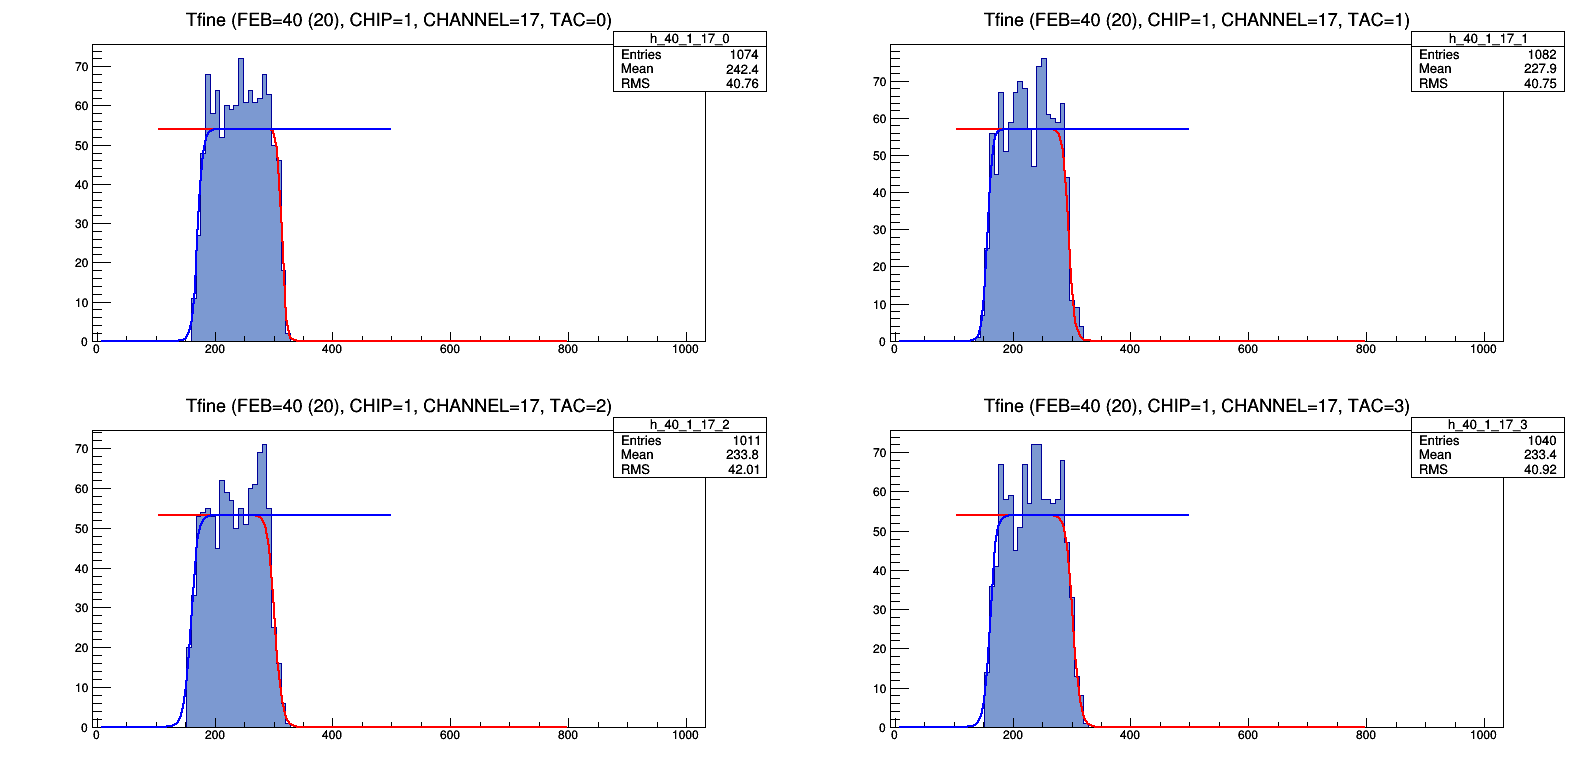 Tfine (FEB=40 (20), CHIP=1, CHANNEL=17, TAC=0)
h_40_1_17_0
Entries 1074
Mean 242.4
RMS 40.76
70
60
50
40
30
20
10
0
0 200 400 600 800 1000
Tfine (FEB=40 (20), CHIP=1, CHANNEL=17, TAC=1)
h_40_1_17_1
Entries 1082
Mean 227.9
RMS 40.75
70
60
50
40
30
20
10
0
0 200 400 600 800 1000
Tfine (FEB=40 (20), CHIP=1, CHANNEL=17, TAC=2)
h_40_1_17_2
Entries 1011
Mean 233.8
RMS 42.01
70
60
50
40
30
20
10
0
0 200 400 600 800 1000
Tfine (FEB=40 (20), CHIP=1, CHANNEL=17, TAC=3)
h_40_1_17_3
Entries 1040
Mean 233.4
RMS 40.92
70
60
50
40
30
20
10
0
0 200 400 600 800 1000